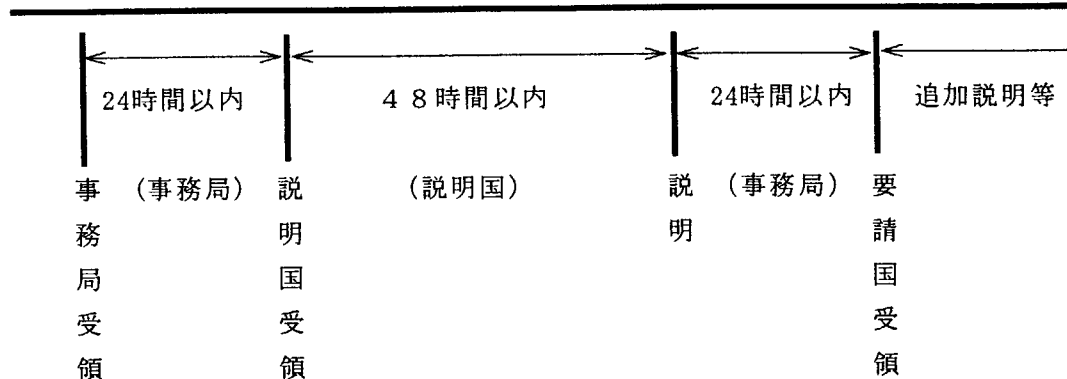 24時間以内
48時間以内
24時間以内
追加説明等
(事務局)
(説明国)
(事務局)
事務局受領
説明国受領
説明
要請国受領